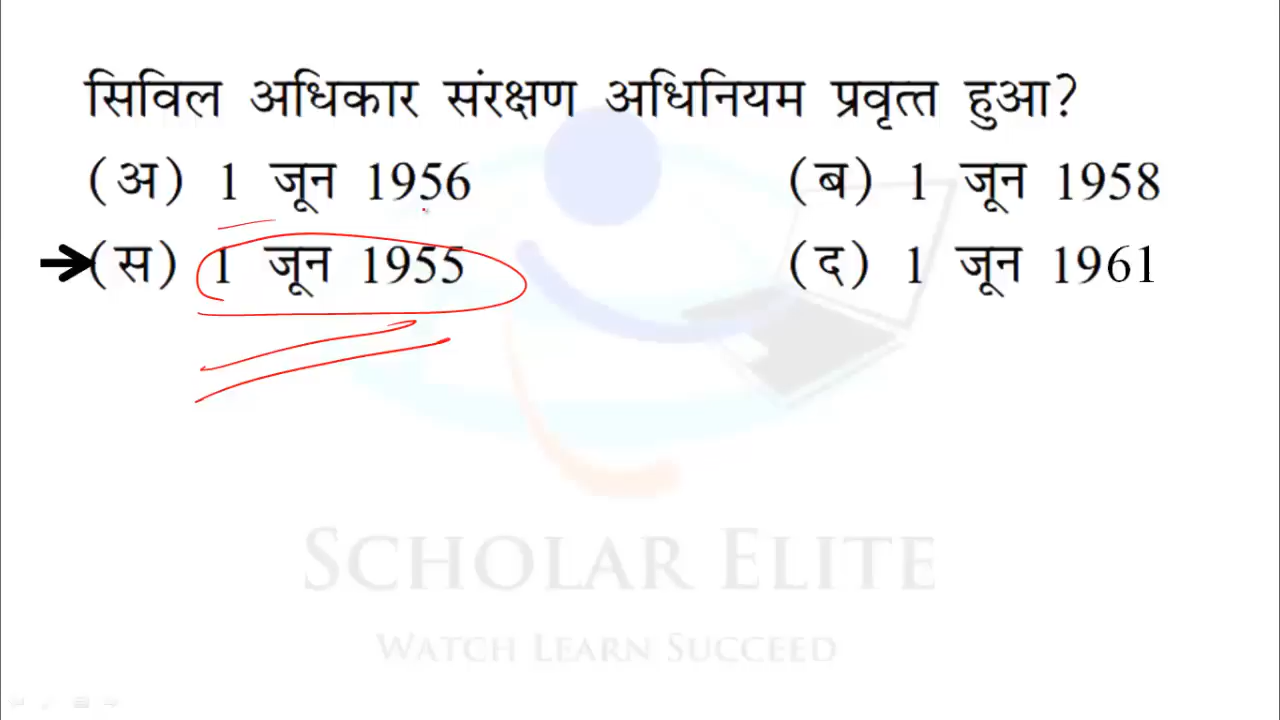 सिविल अधिकार संरक्षण अधिनियम प्रवृत्त हुआ?
(अ) 1 जून 1956 (ब) 1 जून 1958
(स) 1 जून 1955 (द) 1 जून 1961
SCHOLAR ELITE
WATCH LEARN SUCCEED